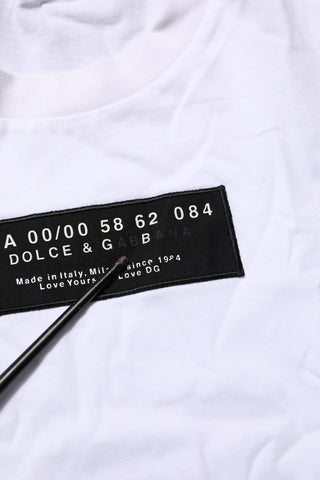 A 00/00 58 62 084
DOLCE & GABBANA
Made in Italy, since 1984
Love Love DG